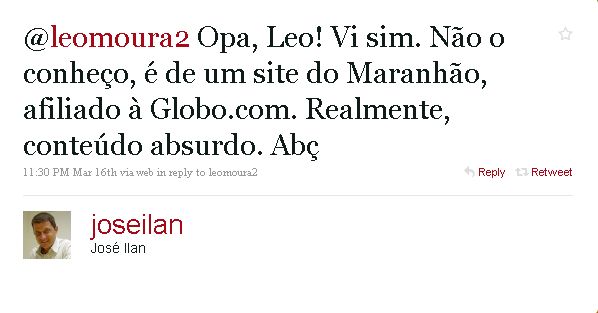 @leomoura2 Opa, Leo! Vi sim. Não o
conheço, é de um site do Maranhão,
afiliado à Globo.com. Realmente,
conteúdo absurdo. Abç
11:30 PM Mar 16th via web in reply to leomoura2 Reply Retweet
joseilan
José Ilan